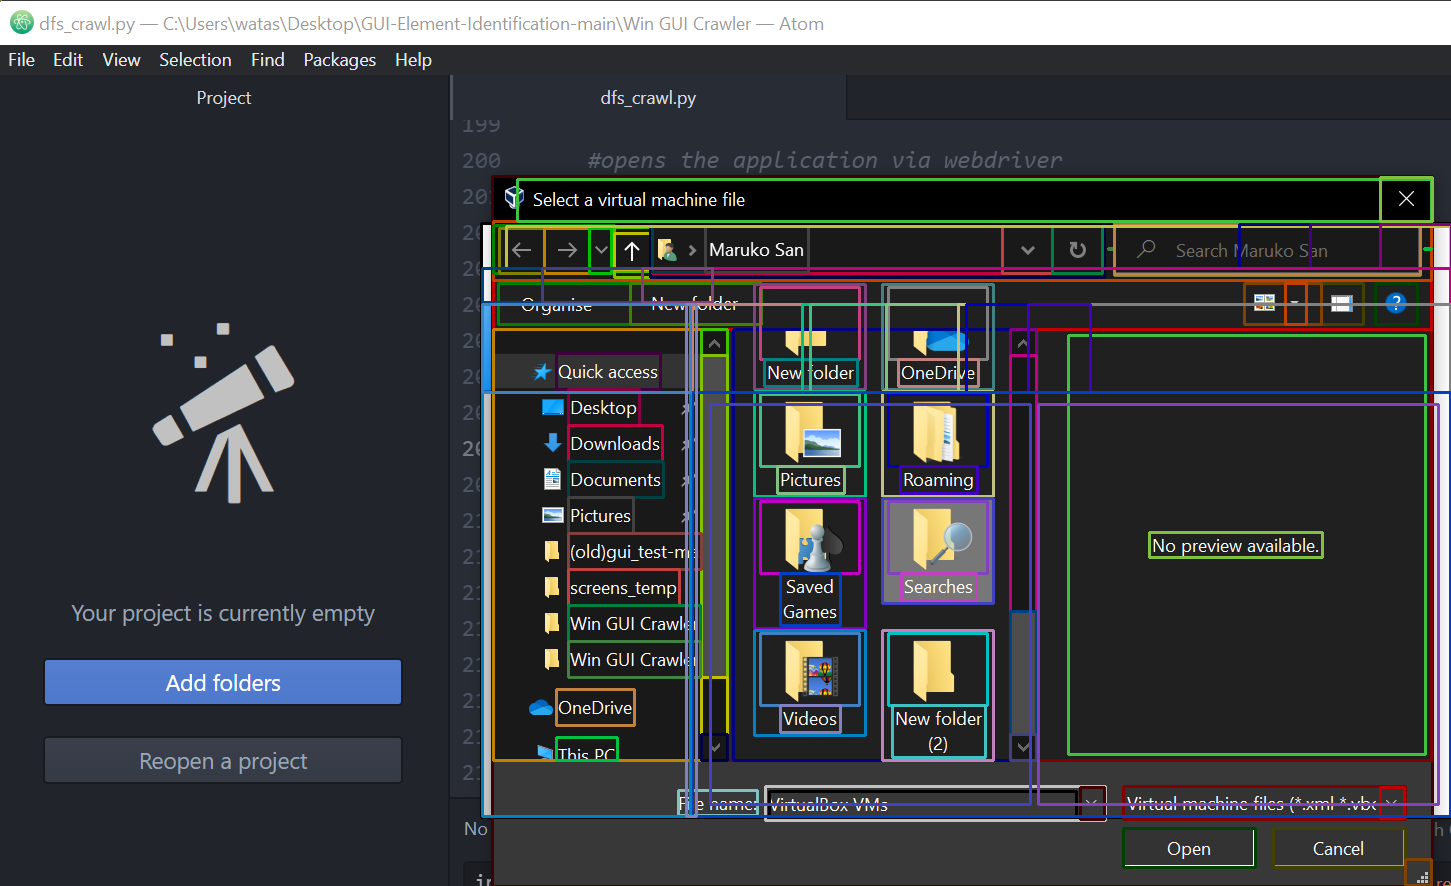 dfs_crawl.py — C:\Users\watas\Desktop\GUI-Element-Identification-main\Win GUI Crawler — Atom
File Edit View Selection Find Packages Help
Project
dfs_crawl.py
199
200 #opens the application via webdriver
Select a virtual machine file
Maruko San
Search Maruko San
Organise
New folder
Quick access
Desktop
Downloads
Documents
Pictures
(old)gui_test-ma
screens_temp
Win GUI Crawler
Win GUI Crawler
OneDrive
This PC
New folder
OneDrive
Pictures
Roaming
Saved
Games
Searches
Videos
New folder
(2)
No preview available.
Your project is currently empty
Add folders
Reopen a project
File name:
VirtualBox VMs
Virtual machine files (*.xml *.vbo
No
Open
Cancel